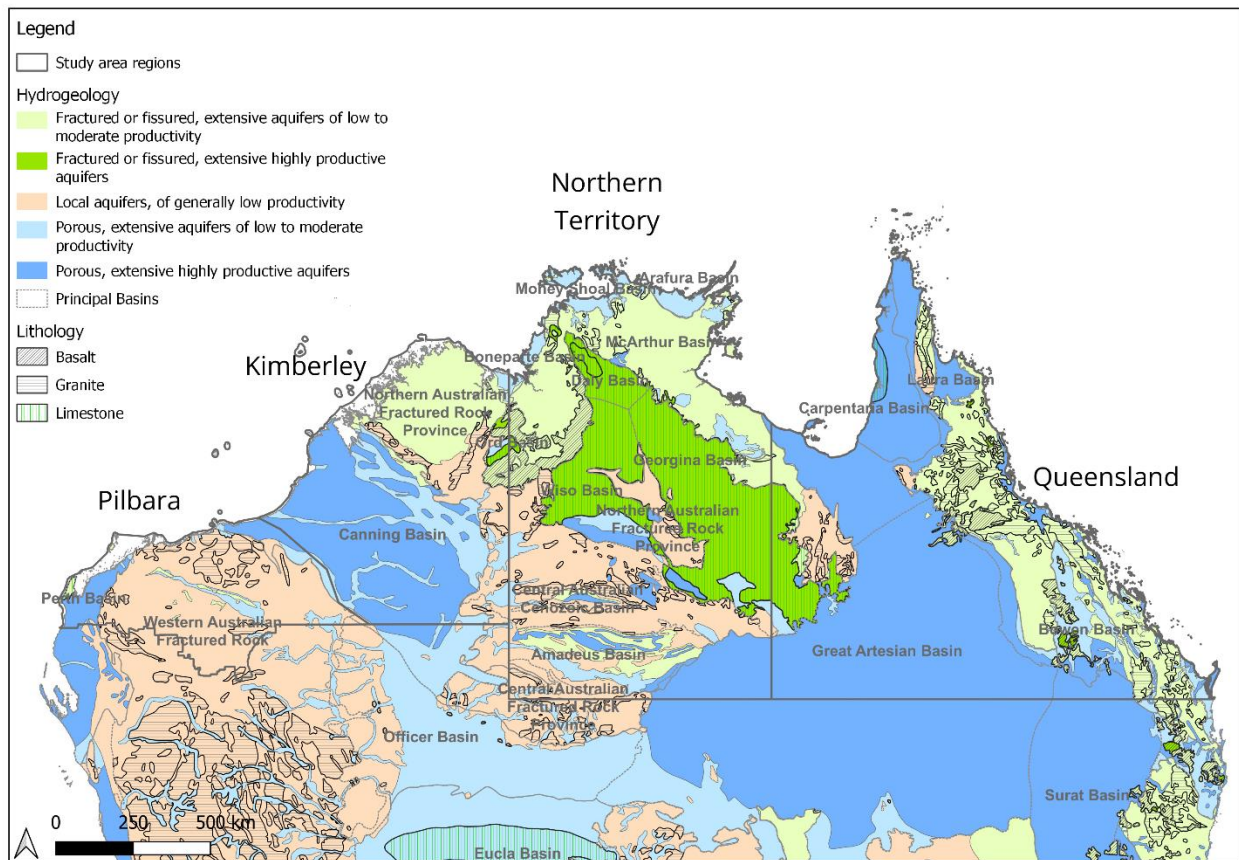 Legend
Study area regions
Hydrogeology
Fractured or fissured, extensive aquifers of low to
moderate productivity
Fractured or fissured, extensive highly productive
aquifers
Local aquifers, of generally low productivity
Porous, extensive aquifers of low to moderate
productivity
Porous, extensive highly productive aquifers
Principal Basins
Lithology
Basalt
Granite
Limestone
Northern
Territory
Arafura Basin
Money Shoal Basin
McArthur Basin
Kimberley
Boneparte Basin
Daly Basin
Laura Basin
Northern Australian
Fractured Rock
Province
Carpentaria Basin
Ord Basin
Georgina Basin
Queensland
Wiso Basin
Pilbara
Northern Australian
Fractured Rock
Province
Canning Basin
Central Australian
Cenozoic Basin
Perth Basin
Western Australian
Fractured Rock
Bowen Basin
Amadeus Basin
Great Artesian Basin
Central Australian
Fractured Rock
Province
Officer Basin
Surat Basin
0 250 500 km
Eucla Basin